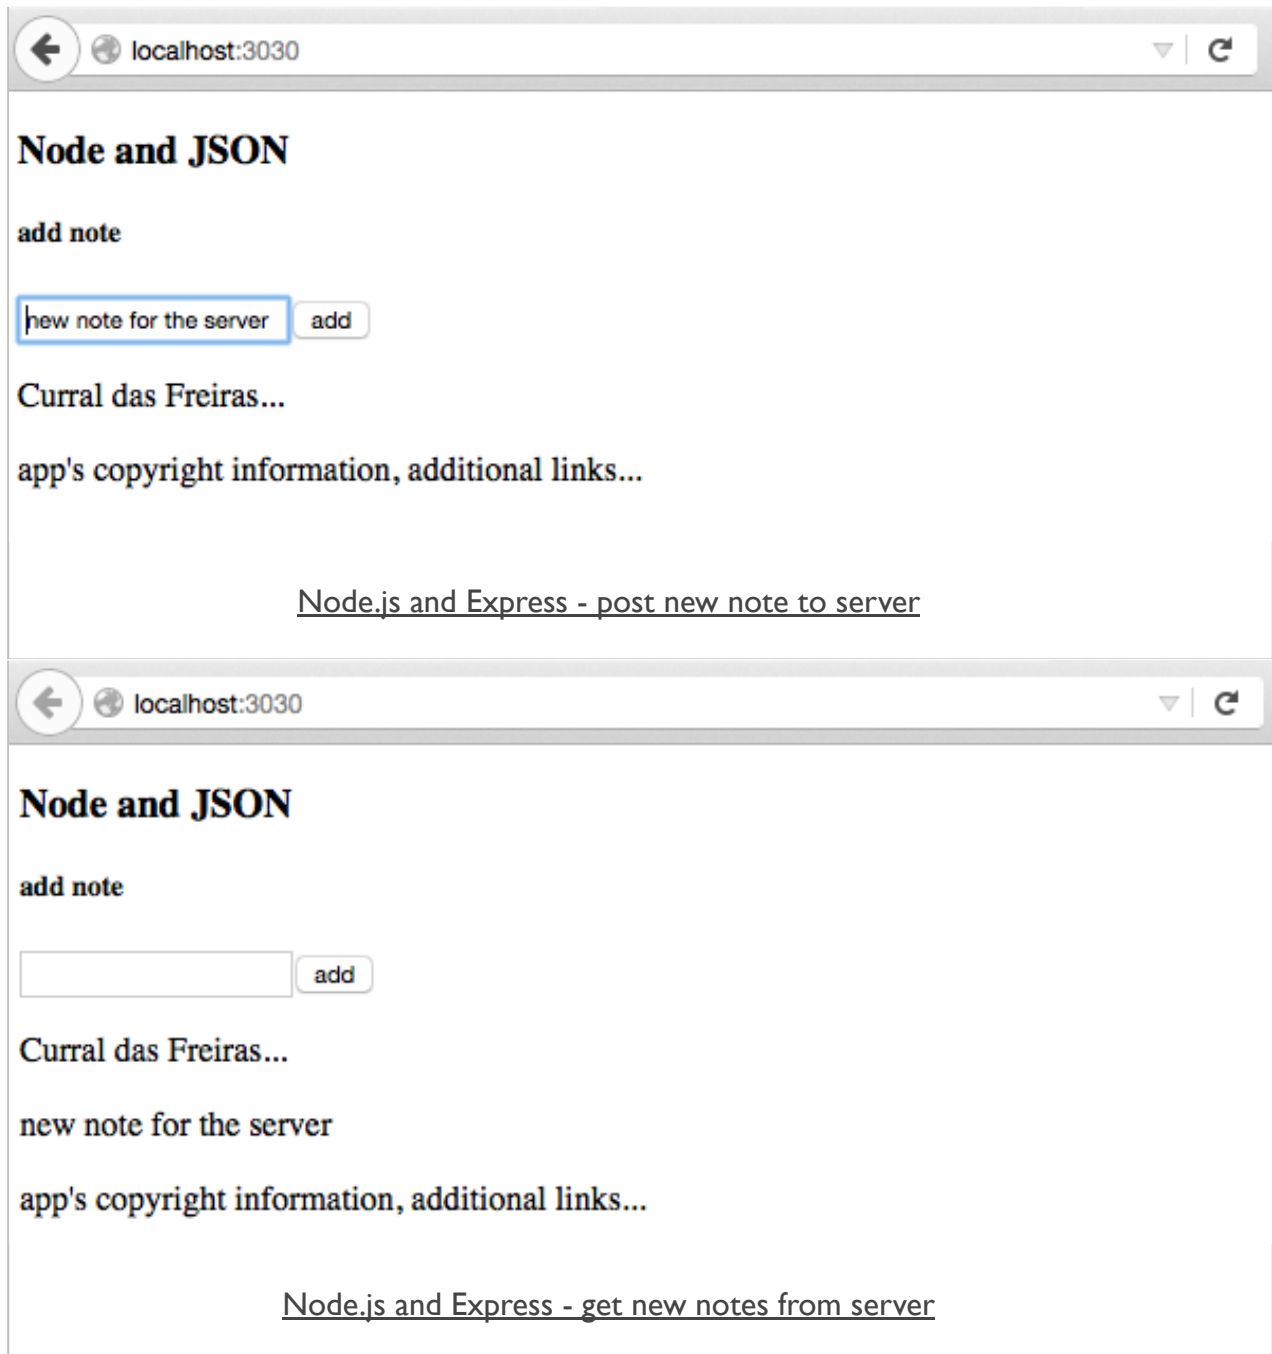 localhost:3030
Node and JSON
add note
new note for the server add
Curral das Freiras...
app's copyright information, additional links...
Node.js and Express - post new note to server
localhost:3030
Node and JSON
add note
add
Curral das Freiras...
new note for the server
app's copyright information, additional links...
Node.js and Express - get new notes from server